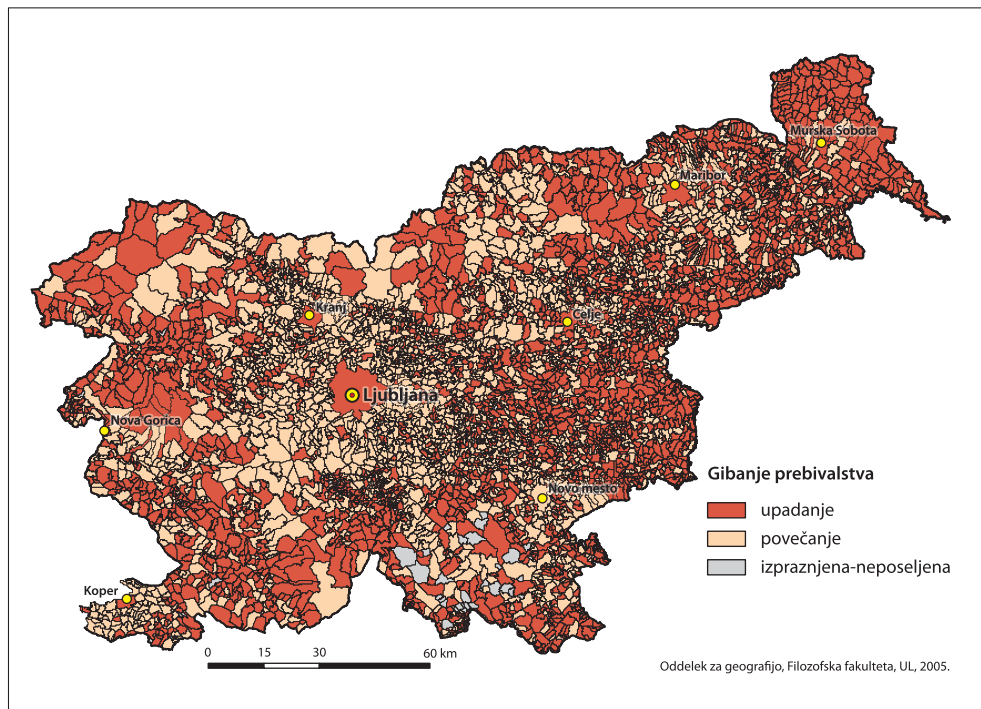 Murska Sobota
Maribor
Kranj
Celje
Ljubljana
Nova Gorica
Novo mesto
Koper
Gibanje prebivalstva
upadanje
povečanje
izpraznjena-neposeljena
0 15 30 60 km
Oddelek za geografijo, Filozofska fakulteta, UL, 2005.